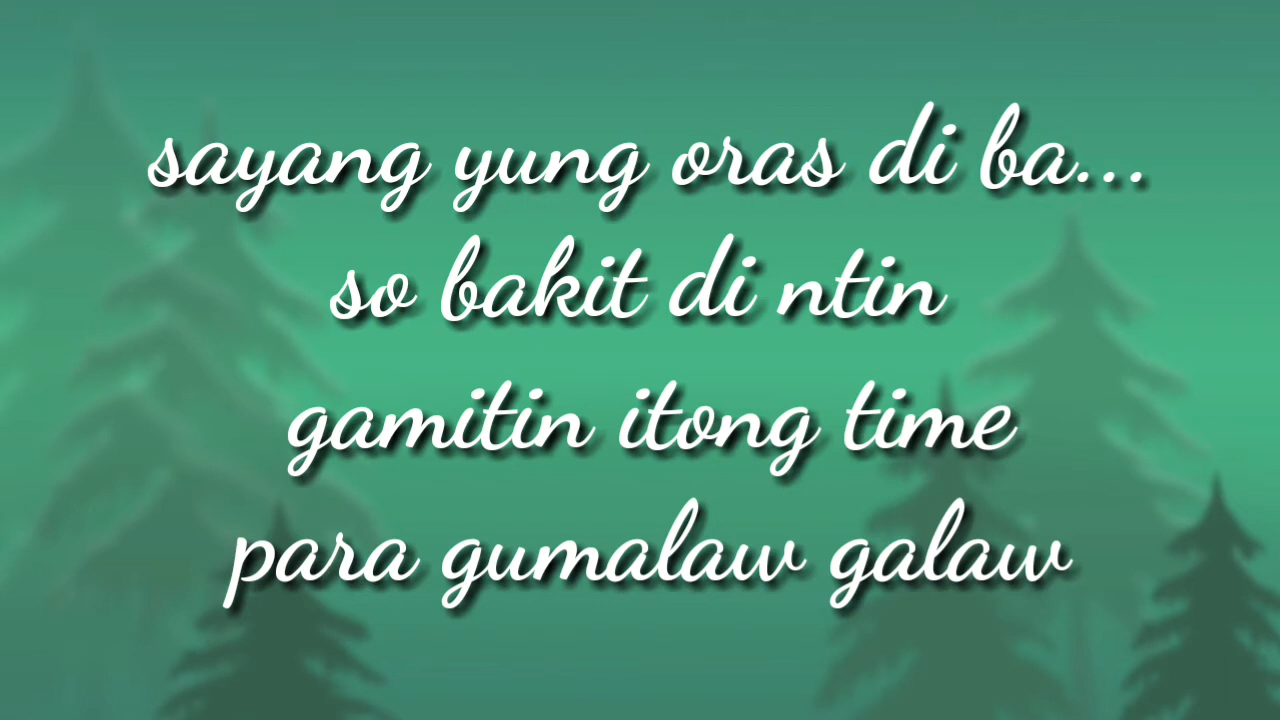 sayang yung oras di ba...
so bakit di ntin
gamitin itong time
para gumalaw galaw